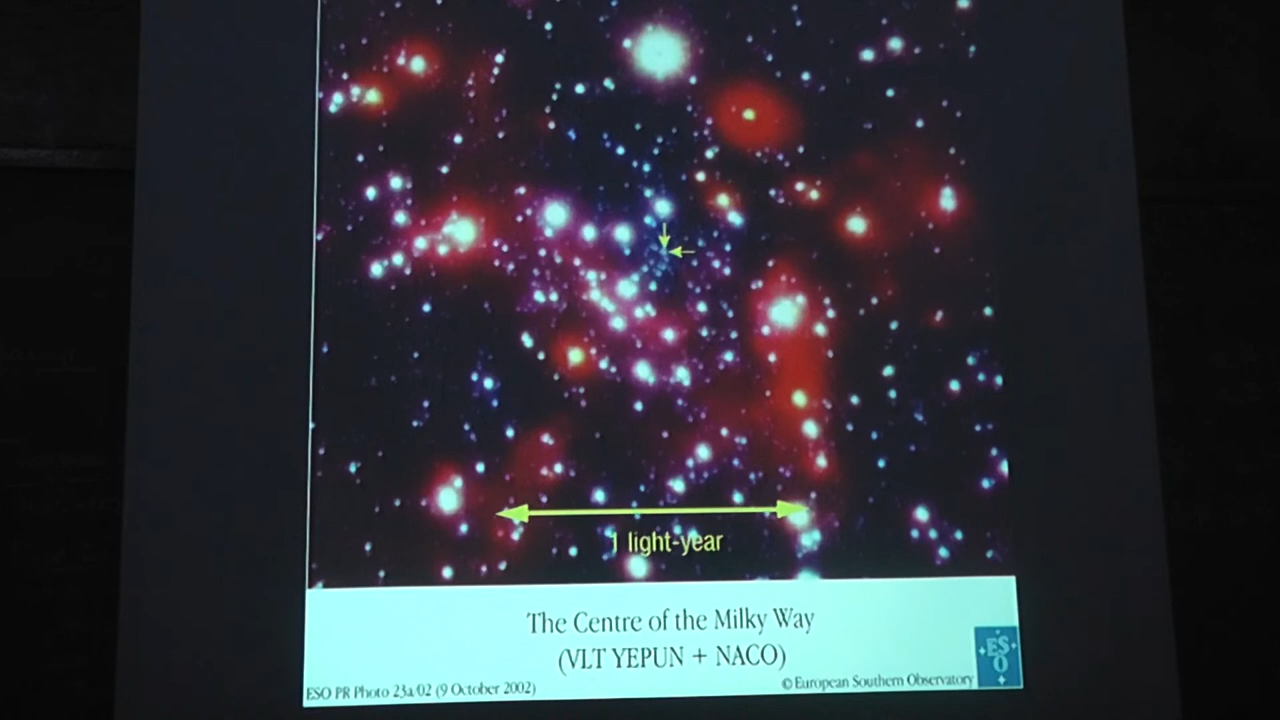 1 light-year
The Centre of the Milky Way
(VLT YEPUN + NACO)
ESO PR Photo 23a/02 (9 October 2002)
© European Southern Observatory
ESO